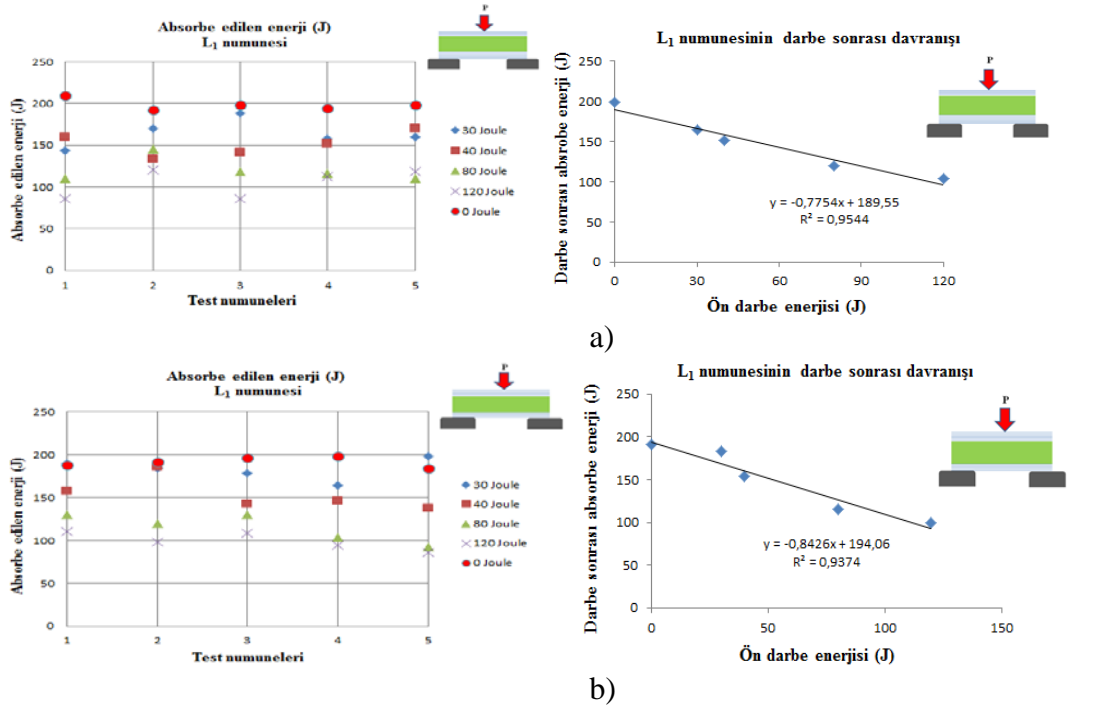 Absorbe edilen enerji (J)
L₁ numunesi
P
Absorbe edilen enerji (J)
250
200
150
100
50
0
1 2 3 4 5
Test numuneleri
30 Joule
40 Joule
80 Joule
120 Joule
0 Joule
L₁ numunesinin darbe sonrası davranışı
P
Darbe sonrası absrobe enerji (J)
250
200
150
100
50
0
y = -0,7754x + 189,55
R² = 0,9544
0 30 60 90 120
Ön darbe enerjisi (J)
a)
Absorbe edilen enerji (J)
L₁ numunesi
P
Absorbe edilen enerji (J)
250
200
150
100
50
0
1 2 3 4 5
Test numuneleri
30 Joule
40 Joule
80 Joule
120 Joule
0 Joule
L₁ numunesinin darbe sonrası davranışı
P
Darbe sonrası absorbe enerji (J)
250
200
150
100
50
0
y = -0,8426x + 194,06
R² = 0,9374
0 50 100 150
Ön darbe enerjisi (J)
b)